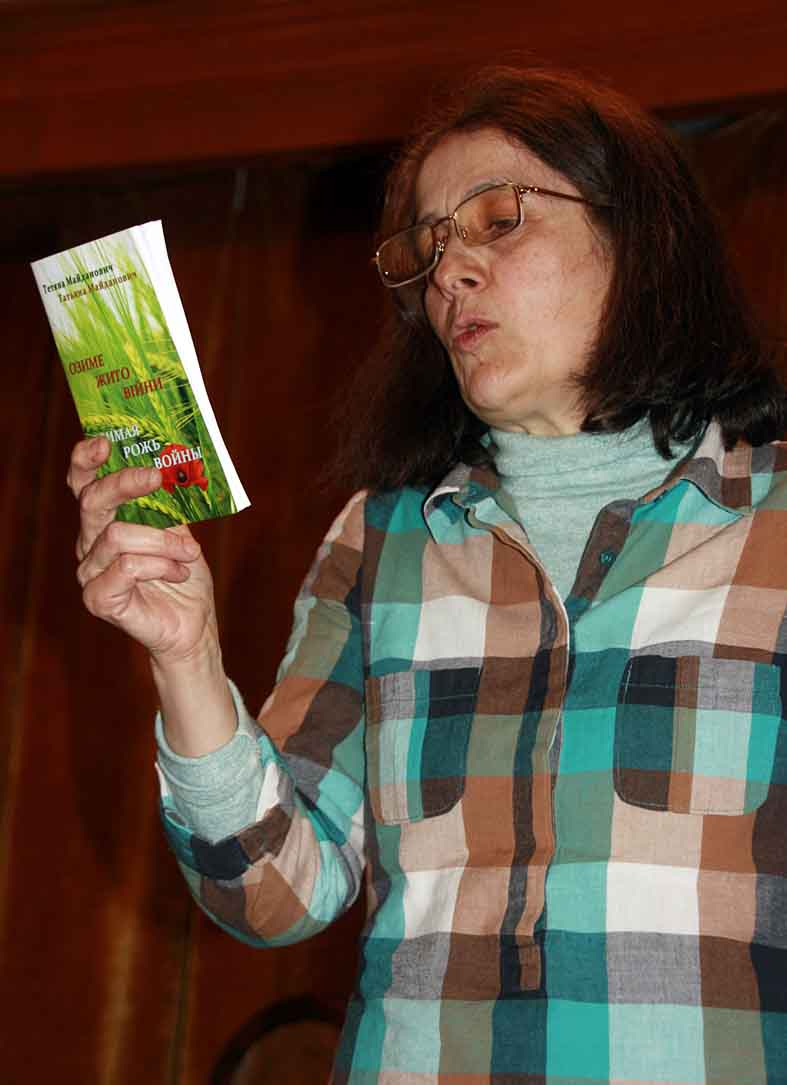 Тетяна Майданович
Татьяна Майданович
ОЗИМЕ
ЖИТО
ВІЙНИ
РОЖЬ
ВОЙНЫ